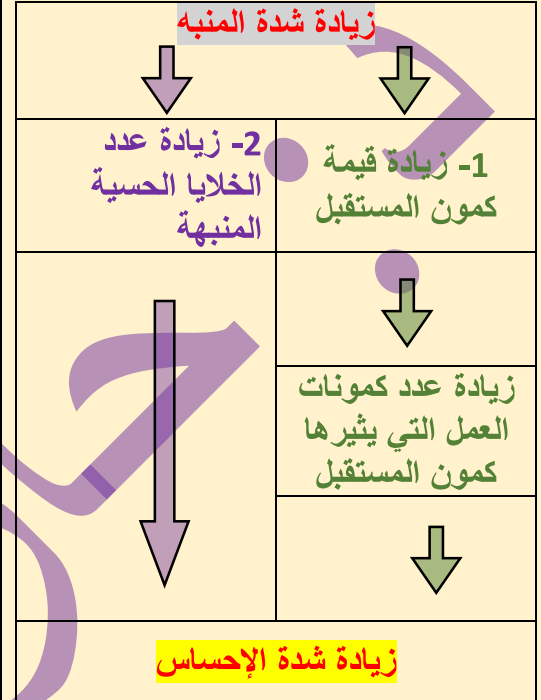 زيادة شدة المنبه
1- زيادة قيمة
كمون المستقبل
2- زيادة عدد
الخلايا الحسية
المنبهة
زيادة عدد كمونات
العمل التي يثيرها
كمون المستقبل
زيادة شدة الإحساس